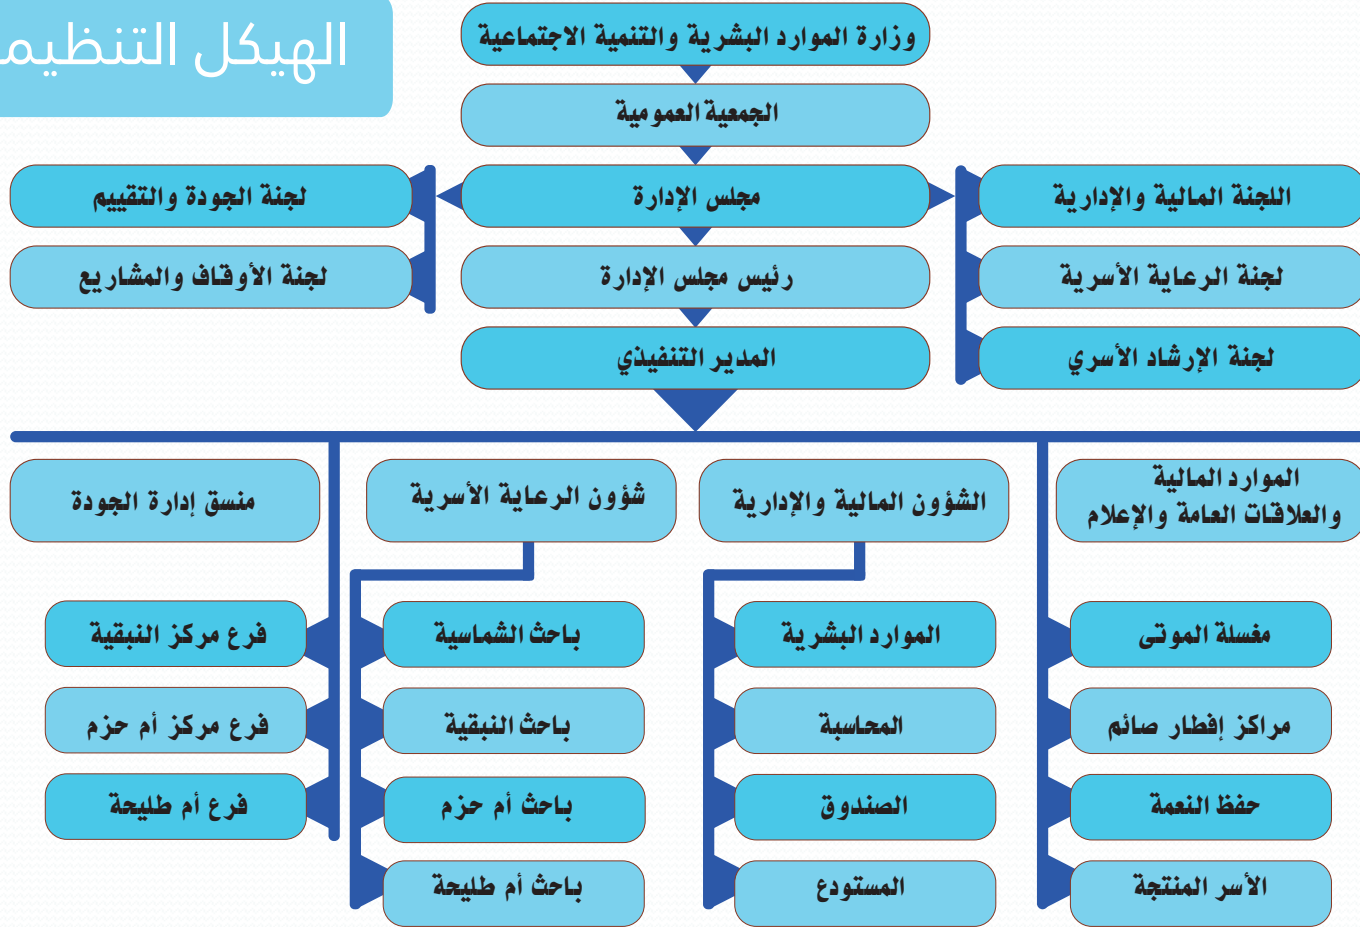 الهيكل التنظيم
وزارة الموارد البشرية والتنمية الاجتماعية
الجمعية العمومية
مجلس الإدارة
رئيس مجلس الإدارة
المدير التنفيذي
اللجنة المالية والإدارية
لجنة الرعاية الأسرية
لجنة الإرشاد الأسري
لجنة الجودة والتقييم
لجنة الأوقاف والمشاريع
الموارد المالية
والعلاقات العامة والإعلام
مغسلة الموتى
مراكز إفطار صائم
حفظ النعمة
الأسر المنتجة
الشؤون المالية والإدارية
الموارد البشرية
المحاسبة
الصندوق
المستودع
شؤون الرعاية الأسرية
باحث الشماسية
باحث النبقية
باحث أم حزم
باحث أم طليحة
منسق إدارة الجودة
فرع مركز النبقية
فرع مركز أم حزم
فرع أم طليحة